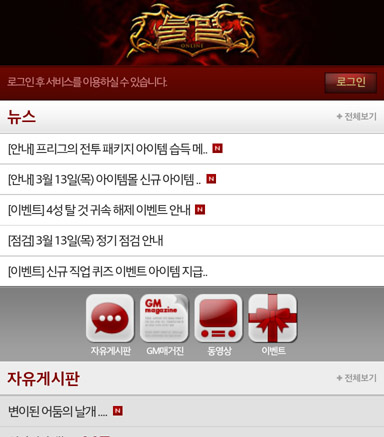 ONLINE
로그인 후 서비스를 이용하실 수 있습니다.
로그인
뉴스
+ 전체보기
[안내] 프리그의 전투 패키지 아이템 습득 메.. N
[안내] 3월 13일(목) 아이템몰 신규 아이템 .. N
[이벤트] 4성 탈 것 귀속 해제 이벤트 안내 N
[점검] 3월 13일(목) 정기 점검 안내
[이벤트] 신규 직업 퀴즈 이벤트 아이템 지급..
GM
magazine
자유게시판 GM매거진 동영상 이벤트
자유게시판
+ 전체보기
변이된 어둠의 날개 .... N